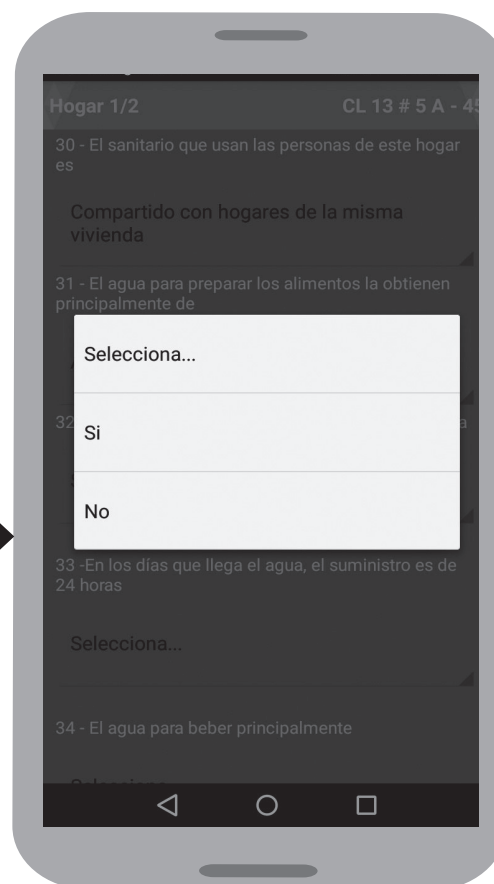 Hogar 1/2 CL 13 # 5 A - 45
30 - El sanitario que usan las personas de este hogar
es
Compartido con hogares de la misma
vivienda
31 - El agua para preparar los alimentos la obtienen
principalmente de
Selecciona...
32
Si
No
33 -En los días que llega el agua, el suministro es de
24 horas
Selecciona...
34 - El agua para beber principalmente